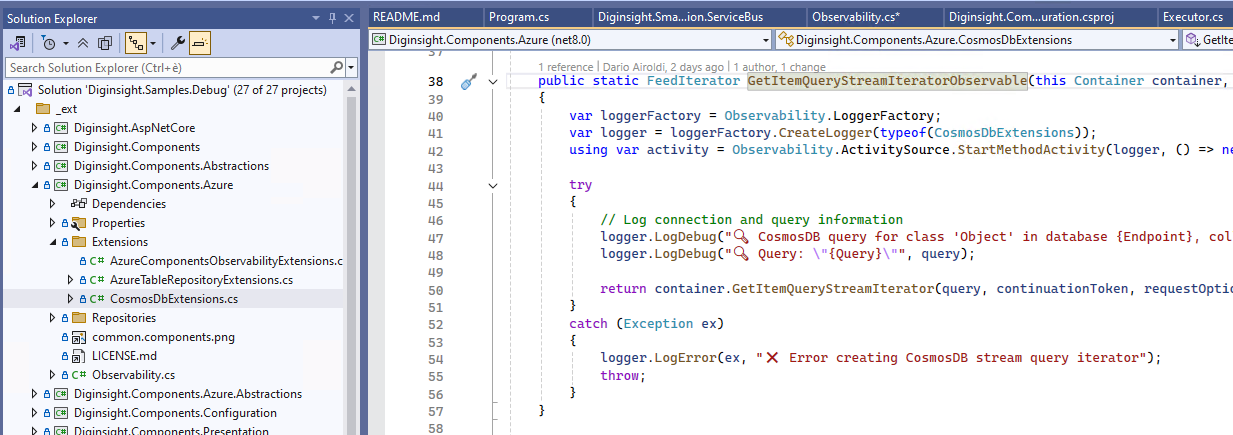 Solution Explorer
README.md
Program.cs
Diginsight.Sma...ion.ServiceBus
Observability.cs*
Diginsight.Com...uration.csproj
Executor.cs
Diginsight.Components.Azure (net8.0)
Diginsight.Components.Azure.CosmosDbExtensions
GetIte
Search Solution Explorer (Ctrl+è)
Solution 'Diginsight.Samples.Debug' (27 of 27 projects)
_ext
C# Diginsight.AspNetCore
C# Diginsight.Components
C# Diginsight.Components.Abstractions
C# Diginsight.Components.Azure
Dependencies
Properties
Extensions
C# AzureComponentsObservabilityExtensions.c
C# AzureTableRepositoryExtensions.cs
C# CosmosDbExtensions.cs
Repositories
common.components.png
LICENSE.md
C# Observability.cs
C# Diginsight.Components.Azure.Abstractions
C# Diginsight.Components.Configuration
C# Diginsight.Components.Presentation
37
1 reference | Dario Airoldi, 2 days ago | 1 author, 1 change
38 public static FeedIterator GetItemQueryStreamIteratorObservable(this Container container,
39 {
40 var loggerFactory = Observability.LoggerFactory;
41 var logger = loggerFactory.CreateLogger(typeof(CosmosDbExtensions));
42 using var activity = Observability.ActivitySource.StartMethodActivity(logger, () => ne
43
44 try
45 {
46 // Log connection and query information
47 logger.LogDebug("🔍 CosmosDB query for class 'Object' in database {Endpoint}, col
48 logger.LogDebug("🔍 Query: \"{Query}\"", query);
49
50 return container.GetItemQueryStreamIterator(query, continuationToken, requestOptio
51 }
52 catch (Exception ex)
53 {
54 logger.LogError(ex, "❌ Error creating CosmosDB stream query iterator");
55 throw;
56 }
57 }
58